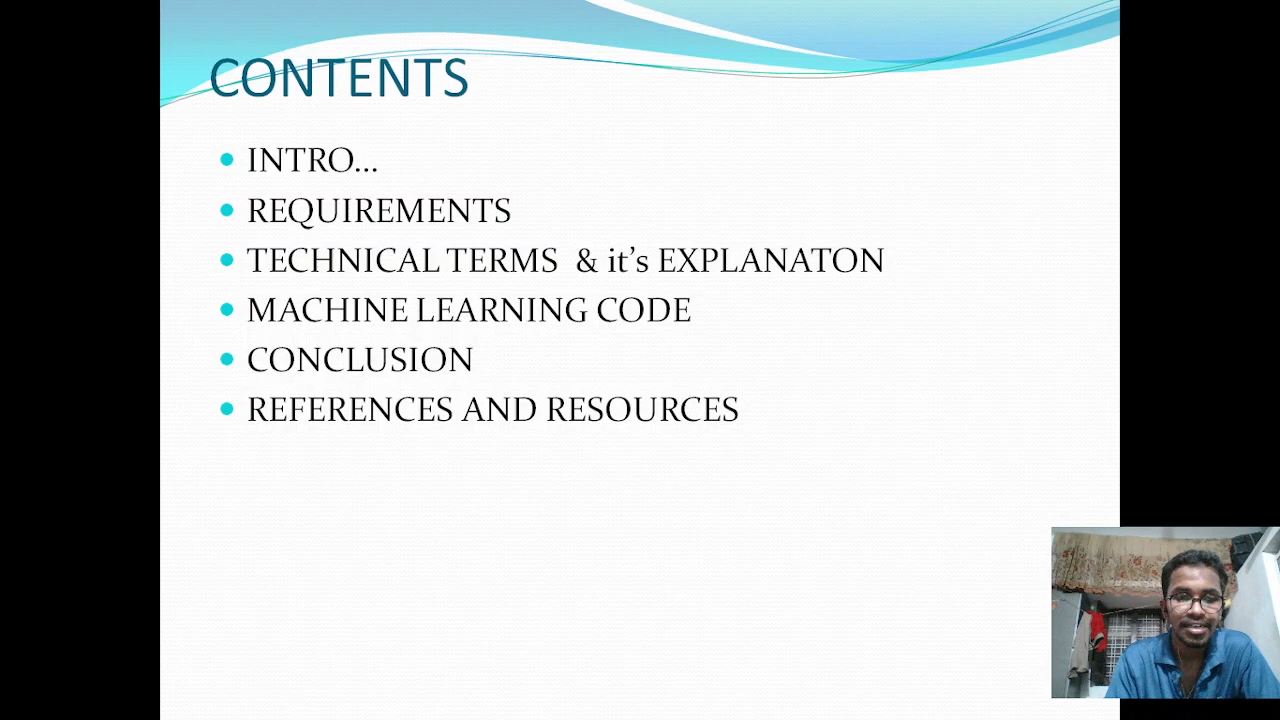 CONTENTS
INTRO...
REQUIREMENTS
TECHNICAL TERMS & it's EXPLANATON
MACHINE LEARNING CODE
CONCLUSION
REFERENCES AND RESOURCES